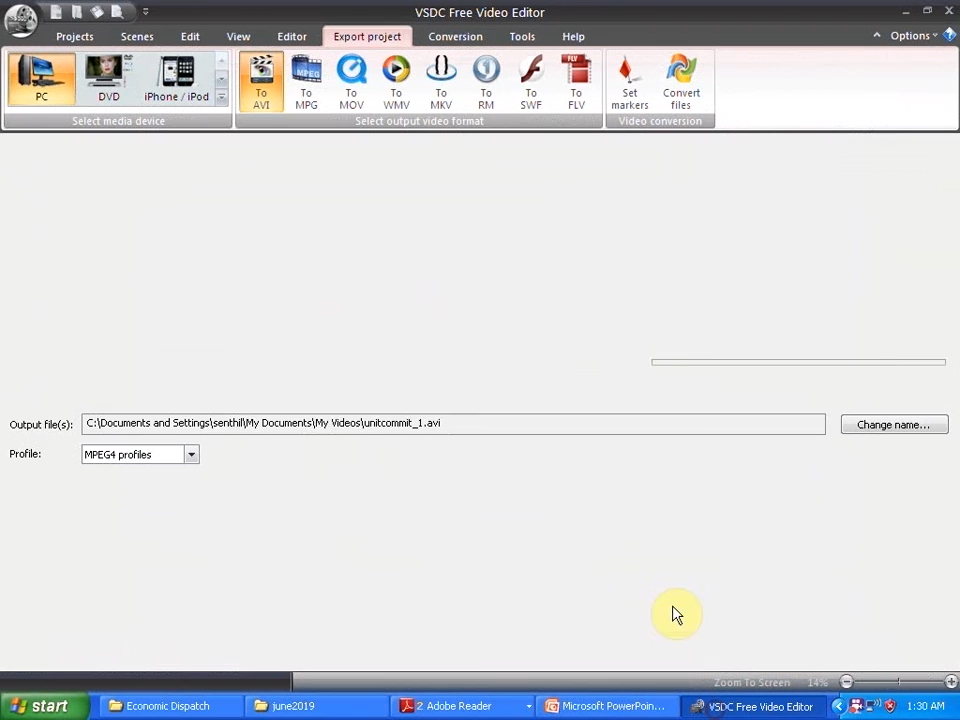 VSDC Free Video Editor
Projects Scenes Edit View Editor Export project Conversion Tools Help Options
PC DVD iPhone / iPod
To AVI To MPG To MOV To WMV To MKV To RM To SWF To FLV
Set markers Convert files
Select media device Select output video format Video conversion
Output file(s): C:\Documents and Settings\senthil\My Documents\My Videos\unitcommit_1.avi Change name...
Profile: MPEG4 profiles
Zoom To Screen 14%
start Economic Dispatch june2019 2 Adobe Reader Microsoft PowerPoin... VSDC Free Video Editor 1:30 AM